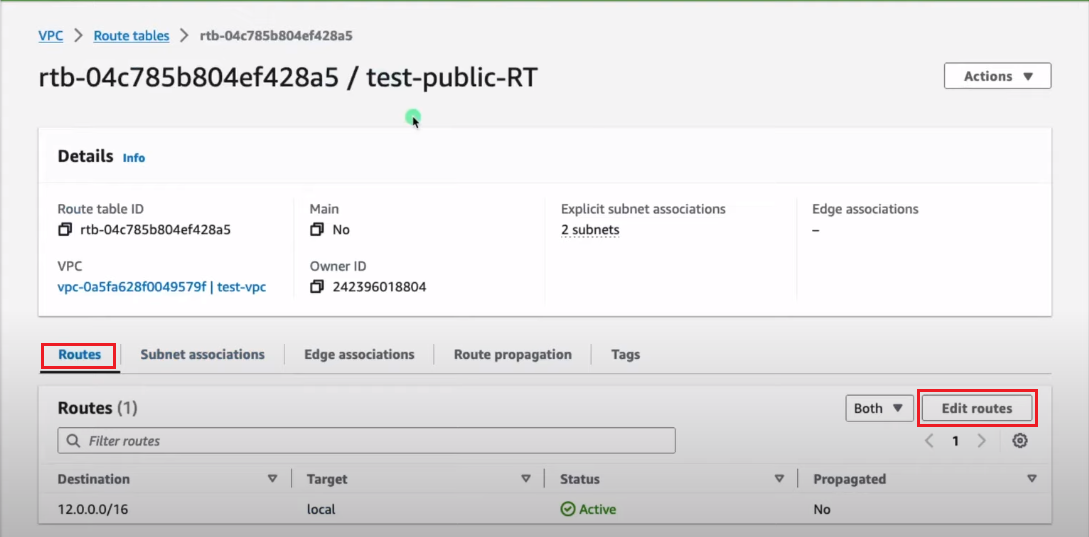 VPC > Route tables > rtb-04c785b804ef428a5
rtb-04c785b804ef428a5 / test-public-RT
Actions
Details Info
Route table ID
rtb-04c785b804ef428a5
Main
No
Explicit subnet associations
2 subnets
Edge associations
–
VPC
vpc-0a5fa628f0049579f | test-vpc
Owner ID
242396018804
Routes Subnet associations Edge associations Route propagation Tags
Routes (1)
Both Edit routes
Filter routes
1
Destination Target Status Propagated
12.0.0.0/16 local Active No